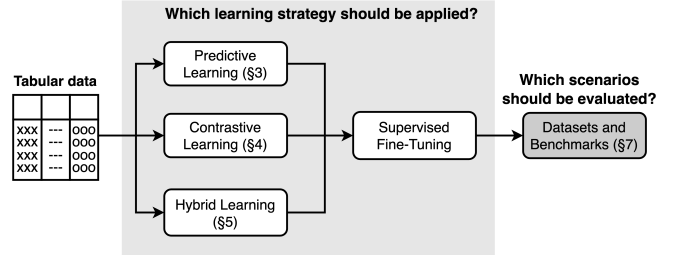 Which learning strategy should be applied?
Predictive
Learning (§3)
Tabular data
Which scenarios
should be evaluated?
xxx --- ooo
xxx --- ooo
xxx --- ooo
xxx --- ooo
Contrastive
Learning (§4)
Supervised
Fine-Tuning
Datasets and
Benchmarks (§7)
Hybrid Learning
(§5)